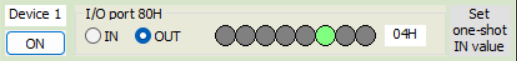 Device 1
ON
I/O port 80H
IN
OUT
04H
Set
one-shot
IN value